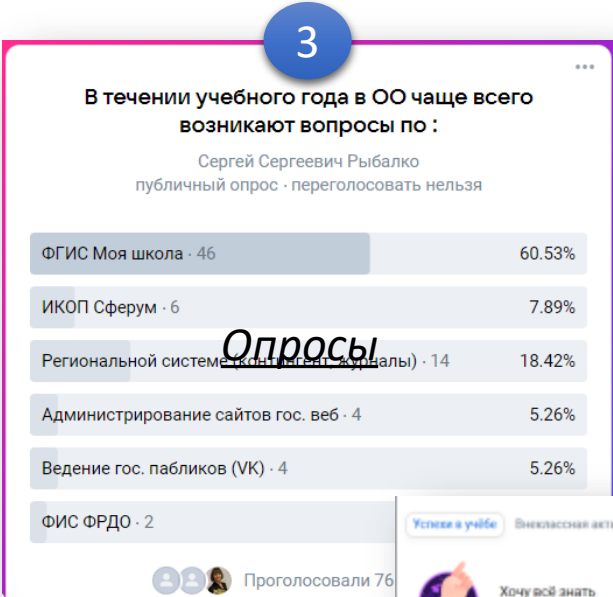 3
В течении учебного года в ОО чаще всего
возникают вопросы по :
Сергей Сергеевич Рыбалко
публичный опрос · переголосовать нельзя
ФГИС Моя школа · 46 60.53%
ИКОП Сферум · 6 7.89%
Опросы
Региональной системе (контингент, журналы) · 14 18.42%
Администрирование сайтов гос. веб · 4 5.26%
Ведение гос. пабликов (VK) · 4 5.26%
ФИС ФРДО · 2
Проголосовали 76
Успехи в учёбе Внеклассная акти
Хочу всё знать